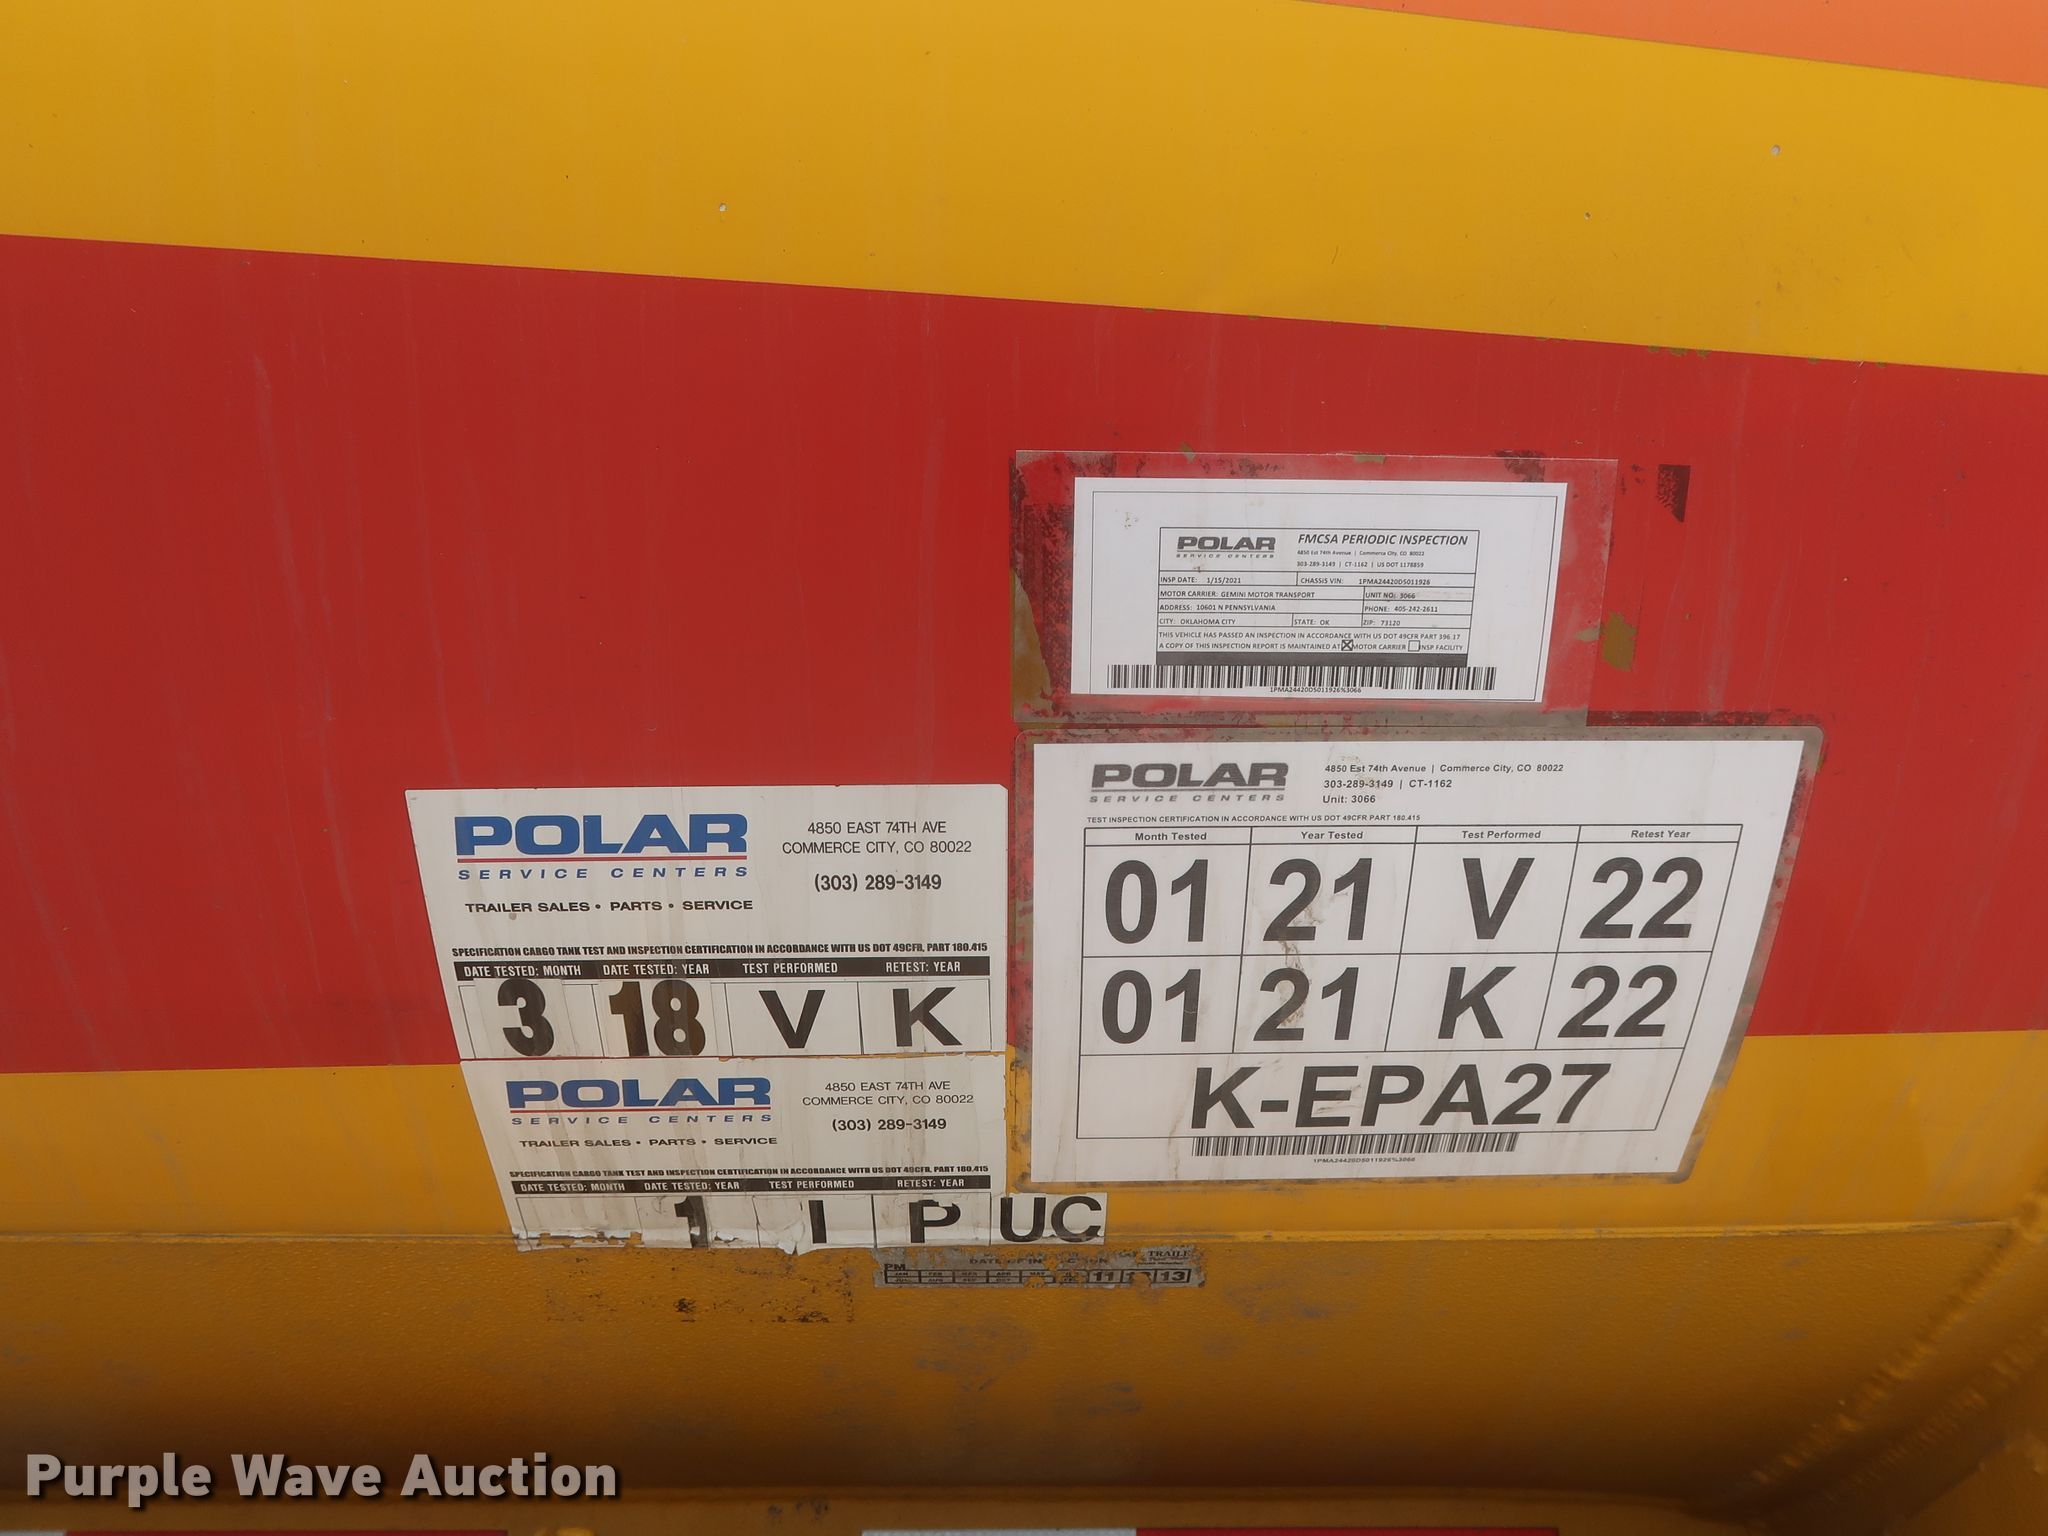 POLAR
SERVICE CENTERS
FMCSA PERIODIC INSPECTION
4850 Est 74th Avenue | Commerce City, CO 80022
303-289-3149 | CT-1162 | US DOT 1178859
INSP DATE: 1/15/2021 CHASSIS VIN: 1PMA24420D5011926
MOTOR CARRIER: GEMINI MOTOR TRANSPORT UNIT NO: 3066
ADDRESS: 10601 N PENNSYLVANIA PHONE: 405-242-2611
CITY: OKLAHOMA CITY STATE: OK ZIP: 73120
THIS VEHICLE HAS PASSED AN INSPECTION IN ACCORDANCE WITH US DOT 49CFR PART 396.17
A COPY OF THIS INSPECTION REPORT IS MAINTAINED AT MOTOR CARRIER INSP FACILITY
1PMA24420D5011926%3066
POLAR
SERVICE CENTERS
4850 Est 74th Avenue | Commerce City, CO 80022
303-289-3149 | CT-1162
Unit: 3066
TEST INSPECTION CERTIFICATION IN ACCORDANCE WITH US DOT 49CFR PART 180.415
Month Tested Year Tested Test Performed Retest Year
01 21 V 22
01 21 K 22
K-EPA27
1PMA24420D5011926%3066
POLAR
SERVICE CENTERS
TRAILER SALES • PARTS • SERVICE
4850 EAST 74TH AVE
COMMERCE CITY, CO 80022
(303) 289-3149
SPECIFICATION CARGO TANK TEST AND INSPECTION CERTIFICATION IN ACCORDANCE WITH US DOT 49CFR, PART 180.415
DATE TESTED: MONTH DATE TESTED: YEAR TEST PERFORMED RETEST: YEAR
3 18 V K
POLAR
SERVICE CENTERS
TRAILER SALES • PARTS • SERVICE
4850 EAST 74TH AVE
COMMERCE CITY, CO 80022
(303) 289-3149
SPECIFICATION CARGO TANK TEST AND INSPECTION CERTIFICATION IN ACCORDANCE WITH US DOT 49CFR, PART 180.415
DATE TESTED: MONTH DATE TESTED: YEAR TEST PERFORMED RETEST: YEAR
1 I P UC
PM
11 13
Purple Wave Auction